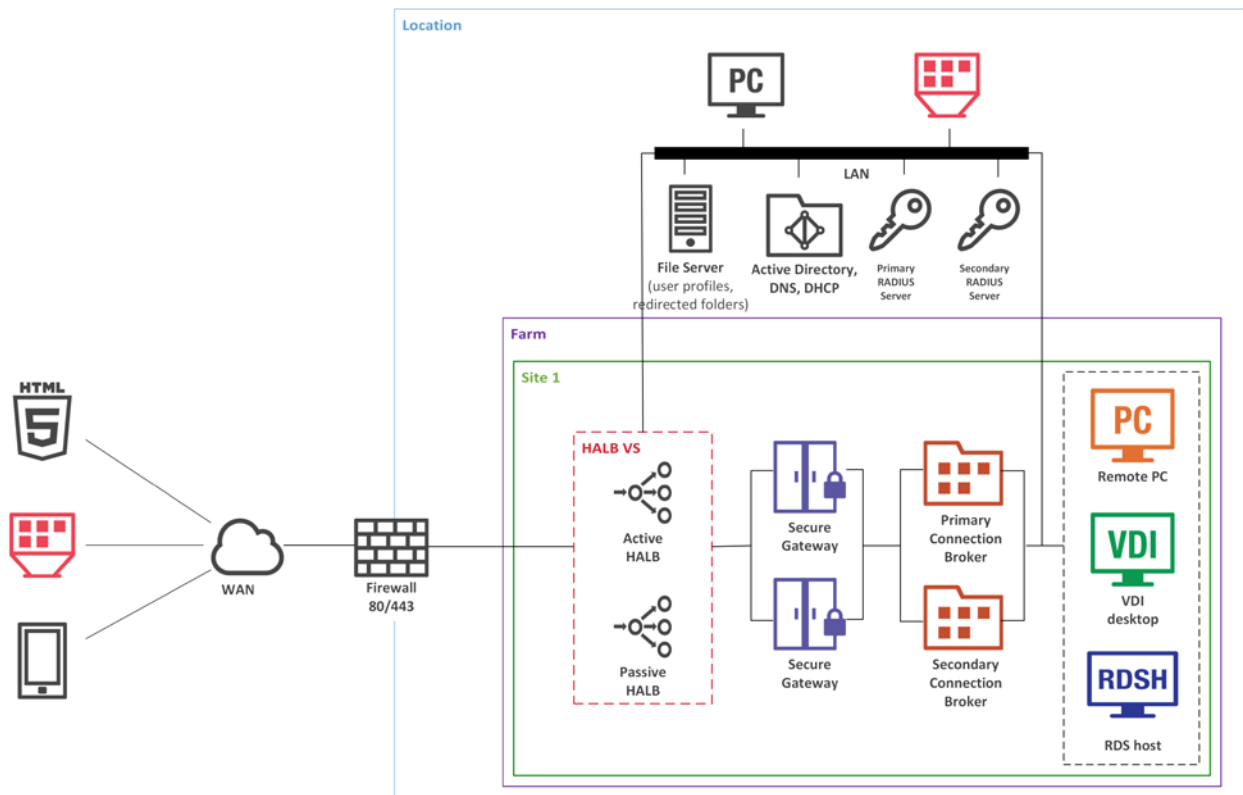 Location
PC
LAN
File Server
(user profiles,
redirected folders)
Active Directory,
DNS, DHCP
Primary
RADIUS
Server
Secondary
RADIUS
Server
Farm
Site 1
HTML
5
WAN
Firewall
80/443
HALB VS
Active
HALB
Passive
HALB
Secure
Gateway
Secure
Gateway
Primary
Connection
Broker
Secondary
Connection
Broker
PC
Remote PC
VDI
VDI
desktop
RDSH
RDS host